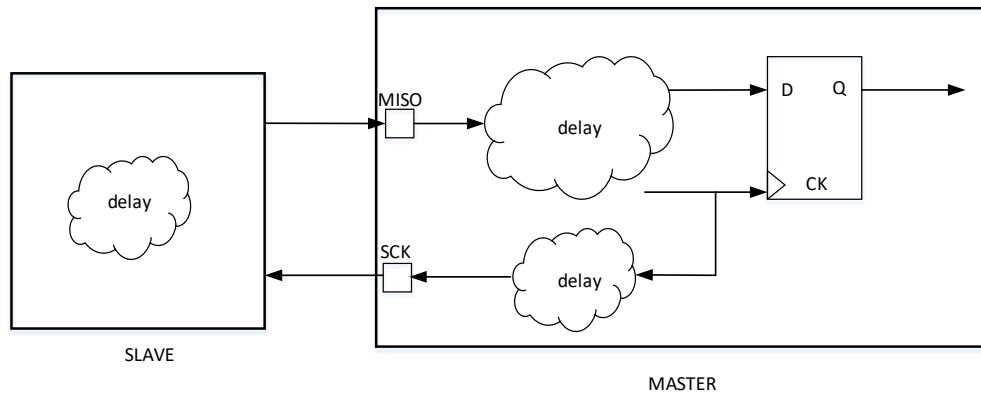 MISO
delay
D Q
delay
CK
SCK
delay
SLAVE
MASTER